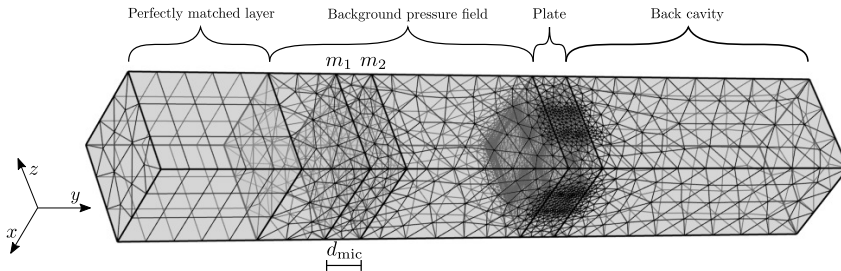 Perfectly matched layer
Background pressure field
Plate
Back cavity
m1 m2
z
y
x
dmic